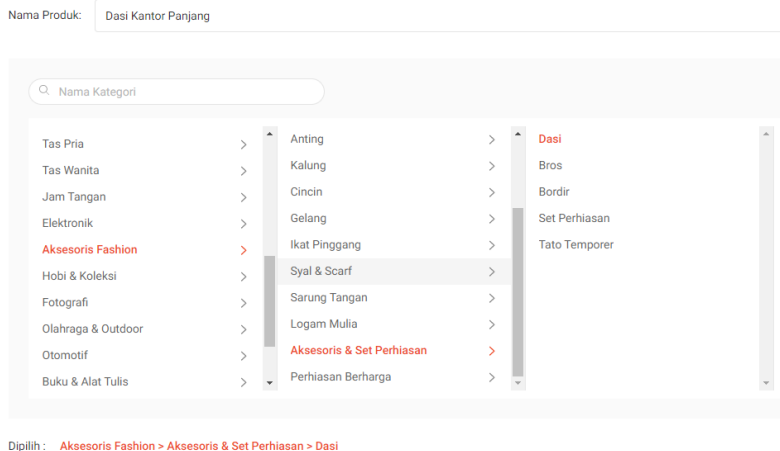 Nama Produk: Dasi Kantor Panjang
Nama Kategori
Tas Pria
Tas Wanita
Jam Tangan
Elektronik
Aksesoris Fashion
Hobi & Koleksi
Fotografi
Olahraga & Outdoor
Otomotif
Buku & Alat Tulis
Anting
Kalung
Cincin
Gelang
Ikat Pinggang
Syal & Scarf
Sarung Tangan
Logam Mulia
Aksesoris & Set Perhiasan
Perhiasan Berharga
Dasi
Bros
Bordir
Set Perhiasan
Tato Temporer
Dipilih : Aksesoris Fashion > Aksesoris & Set Perhiasan > Dasi